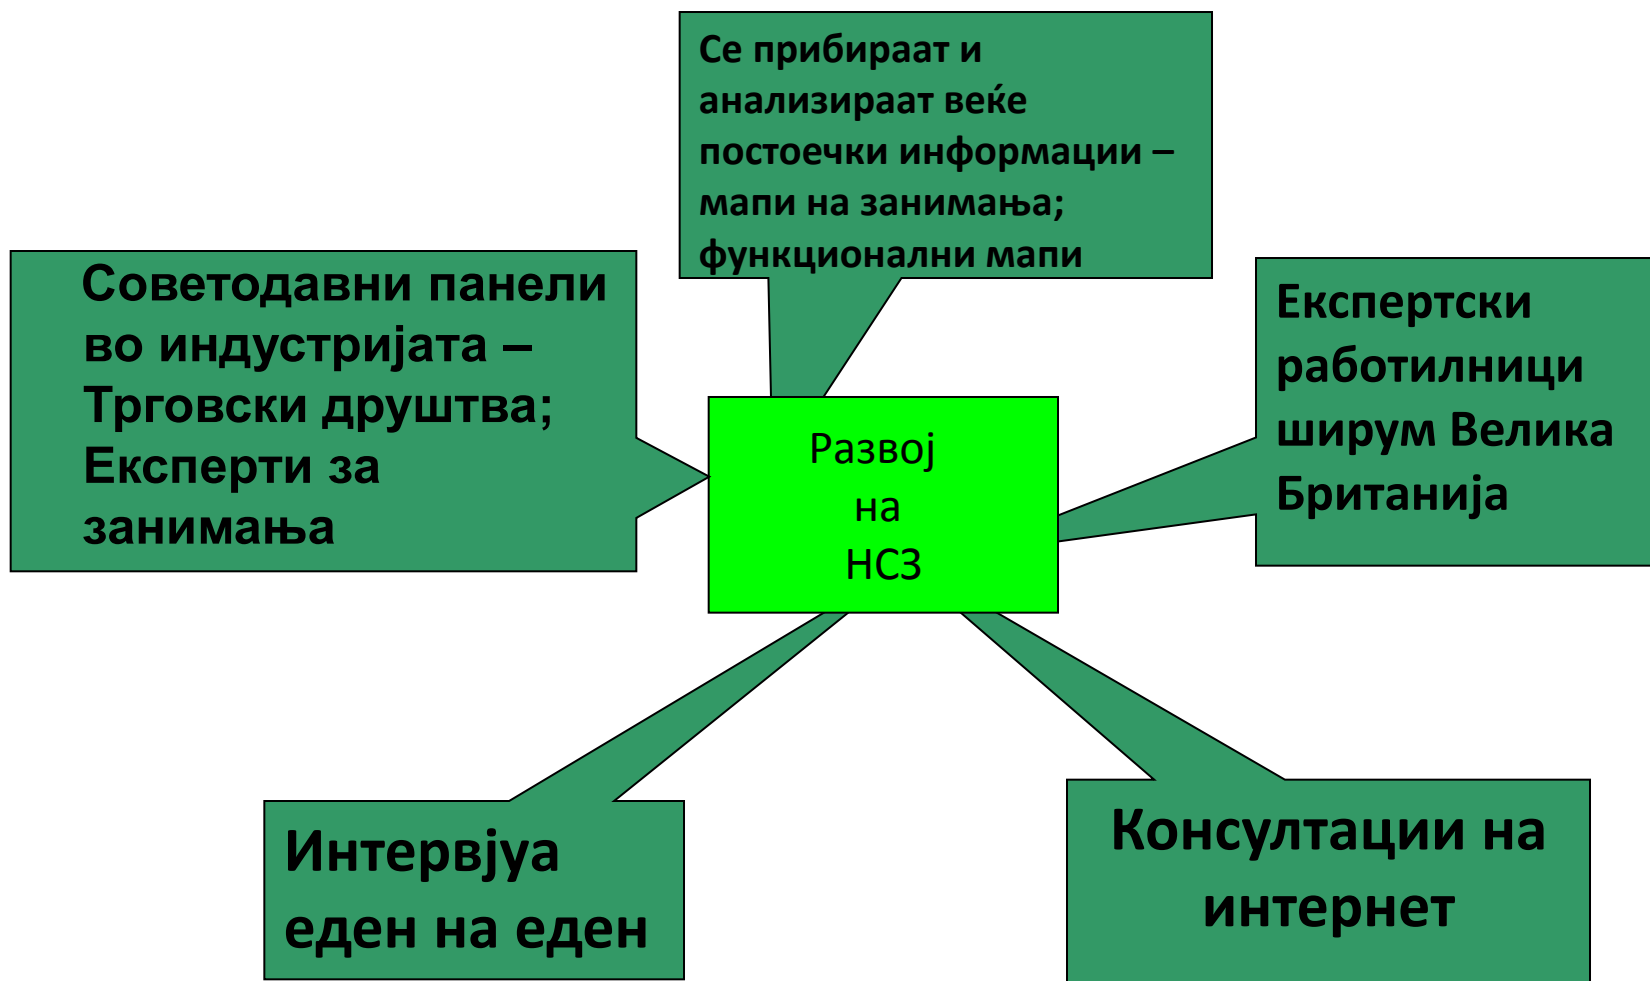 Се прибираат и
анализираат веќе
постоечки информации –
мапи на занимања;
функционални мапи
Советодавни панели
во индустријата –
Трговски друштва;
Експерти за
занимања
Експертски
работилници
ширум Велика
Британија
Развој
на
НСЗ
Интервјуа
еден на еден
Консултации на
интернет